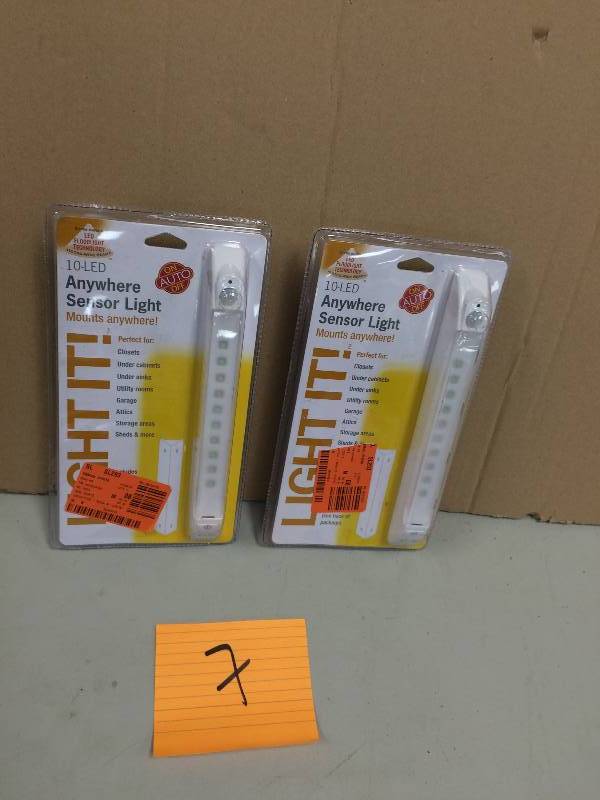 LED
FLOODLIGHT
TECHNOLOGY
10-LED
Anywhere
Sensor Light
Mounts anywhere!
ON
AUTO
OFF
LIGHT IT!
Perfect for:
Closets
Under cabinets
Under sinks
Utility rooms
Garage
Attics
Storage areas
Sheds & more
LED
FLOODLIGHT
TECHNOLOGY
10-LED
Anywhere
Sensor Light
Mounts anywhere!
ON
AUTO
OFF
LIGHT IT!
Perfect for:
Closets
Under cabinets
Under sinks
Utility rooms
Garage
Attics
Storage areas
Sheds &
package
7